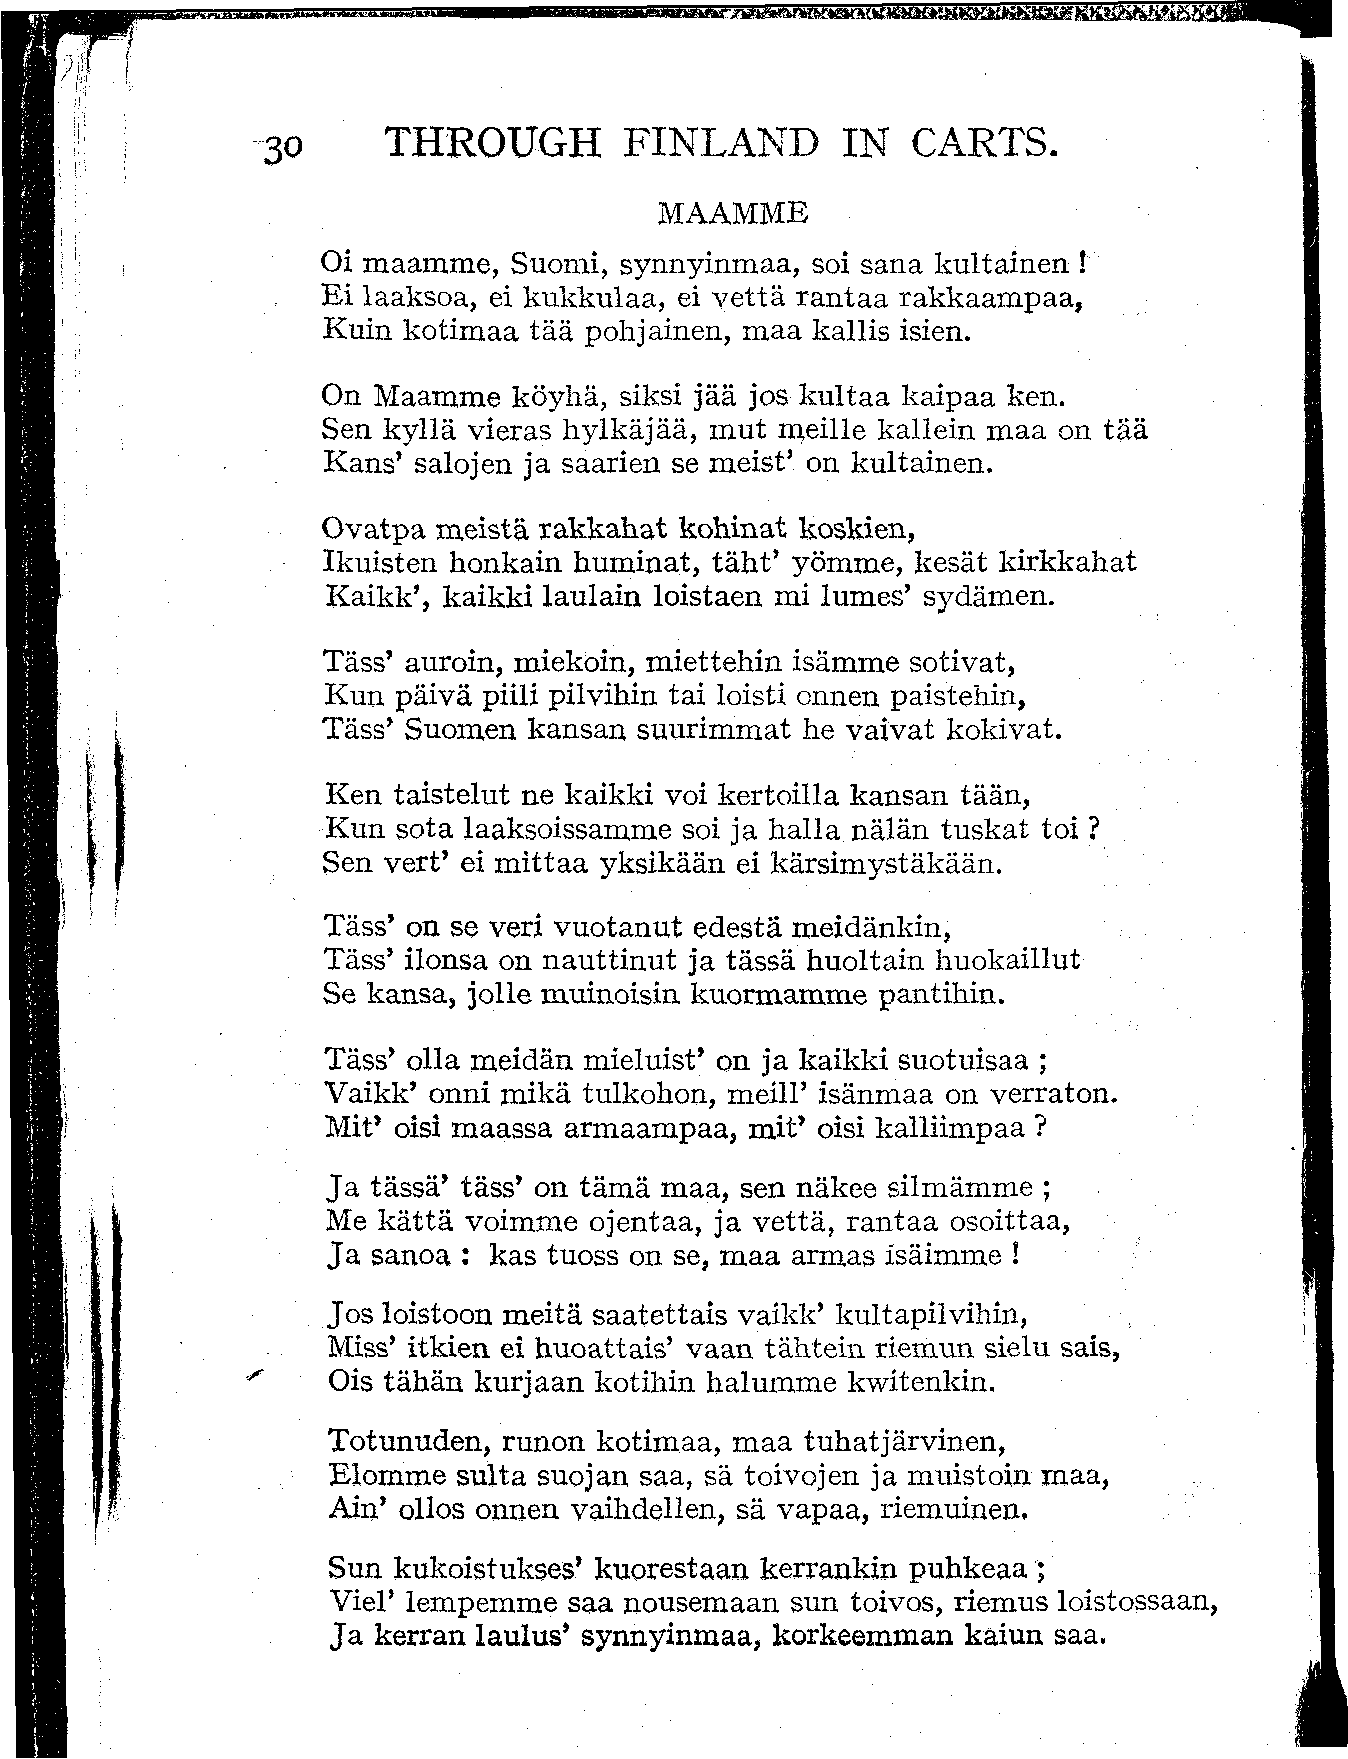 30 THROUGH FINLAND IN CARTS.
MAAMME
Oi maamme, Suomi, synnyinmaa, soi sana kultainen !
Ei laaksoa, ei kukkulaa, ei vettä rantaa rakkaampaa,
Kuin kotimaa tää pohjainen, maa kallis isien.
On Maamme köyhä, siksi jää jos kultaa kaipaa ken.
Sen kyllä vieras hylkäjää, mut meille kallein maa on tää
Kans' salojen ja saarien se meist' on kultainen.
Ovatpa meistä rakkahat kohinat koskien,
Ikuisten honkain huminat, täht' yömme, kesät kirkkahat
Kaikk', kaikki laulain loistaen mi lumes' sydämen.
Täss' auroin, miekoin, miettehin isämme sotivat,
Kun päivä piili pilvihin tai loisti onnen paistehin,
Täss' Suomen kansan suurimmat he vaivat kokivat.
Ken taistelut ne kaikki voi kertoilla kansan tään,
Kun sota laaksoissamme soi ja halla nälän tuskat toi ?
Sen vert' ei mittaa yksikään ei kärsimystäkään.
Täss' on se veri vuotanut edestä meidänkin,
Täss' ilonsa on nauttinut ja tässä huoltain huokaillut
Se kansa, jolle muinoisin kuormamme pantihin.
Täss' olla meidän mieluist' on ja kaikki suotuisaa ;
Vaikk' onni mikä tulkohon, meill' isänmaa on verraton.
Mit' oisi maassa armaampaa, mit' oisi kalliimpaa ?
Ja tässä' täss' on tämä maa, sen näkee silmämme ;
Me kättä voimme ojentaa, ja vettä, rantaa osoittaa,
Ja sanoa : kas tuoss on se, maa armas isäimme !
Jos loistoon meitä saatettais vaikk' kultapilvihin,
Miss' itkien ei huoattais' vaan tähtein riemun sielu sais,
Ois tähän kurjaan kotihin halumme kwitenkin.
Totunuden, runon kotimaa, maa tuhatjärvinen,
Elomme sulta suojan saa, sä toivojen ja muistoin maa,
Ain' ollos onnen vaihdellen, sä vapaa, riemuinen.
Sun kukoistukses' kuorestaan kerrankin puhkeaa ;
Viel' lempemme saa nousemaan sun toivos, riemus loistossaan,
Ja kerran laulus' synnyinmaa, korkeemman kaiun saa.